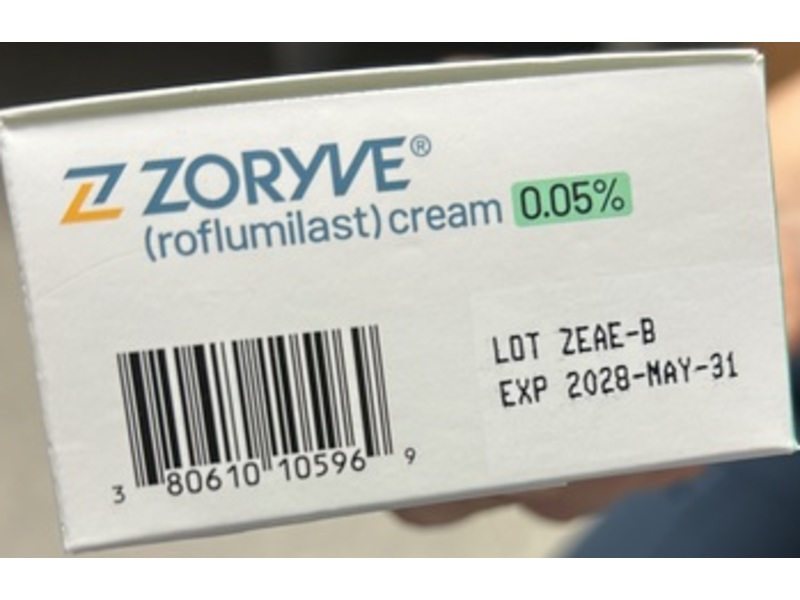 ZORYVE®
(roflumilast) cream 0.05%
LOT ZEAE-B
EXP 2028-MAY-31
3 80610 10596 9